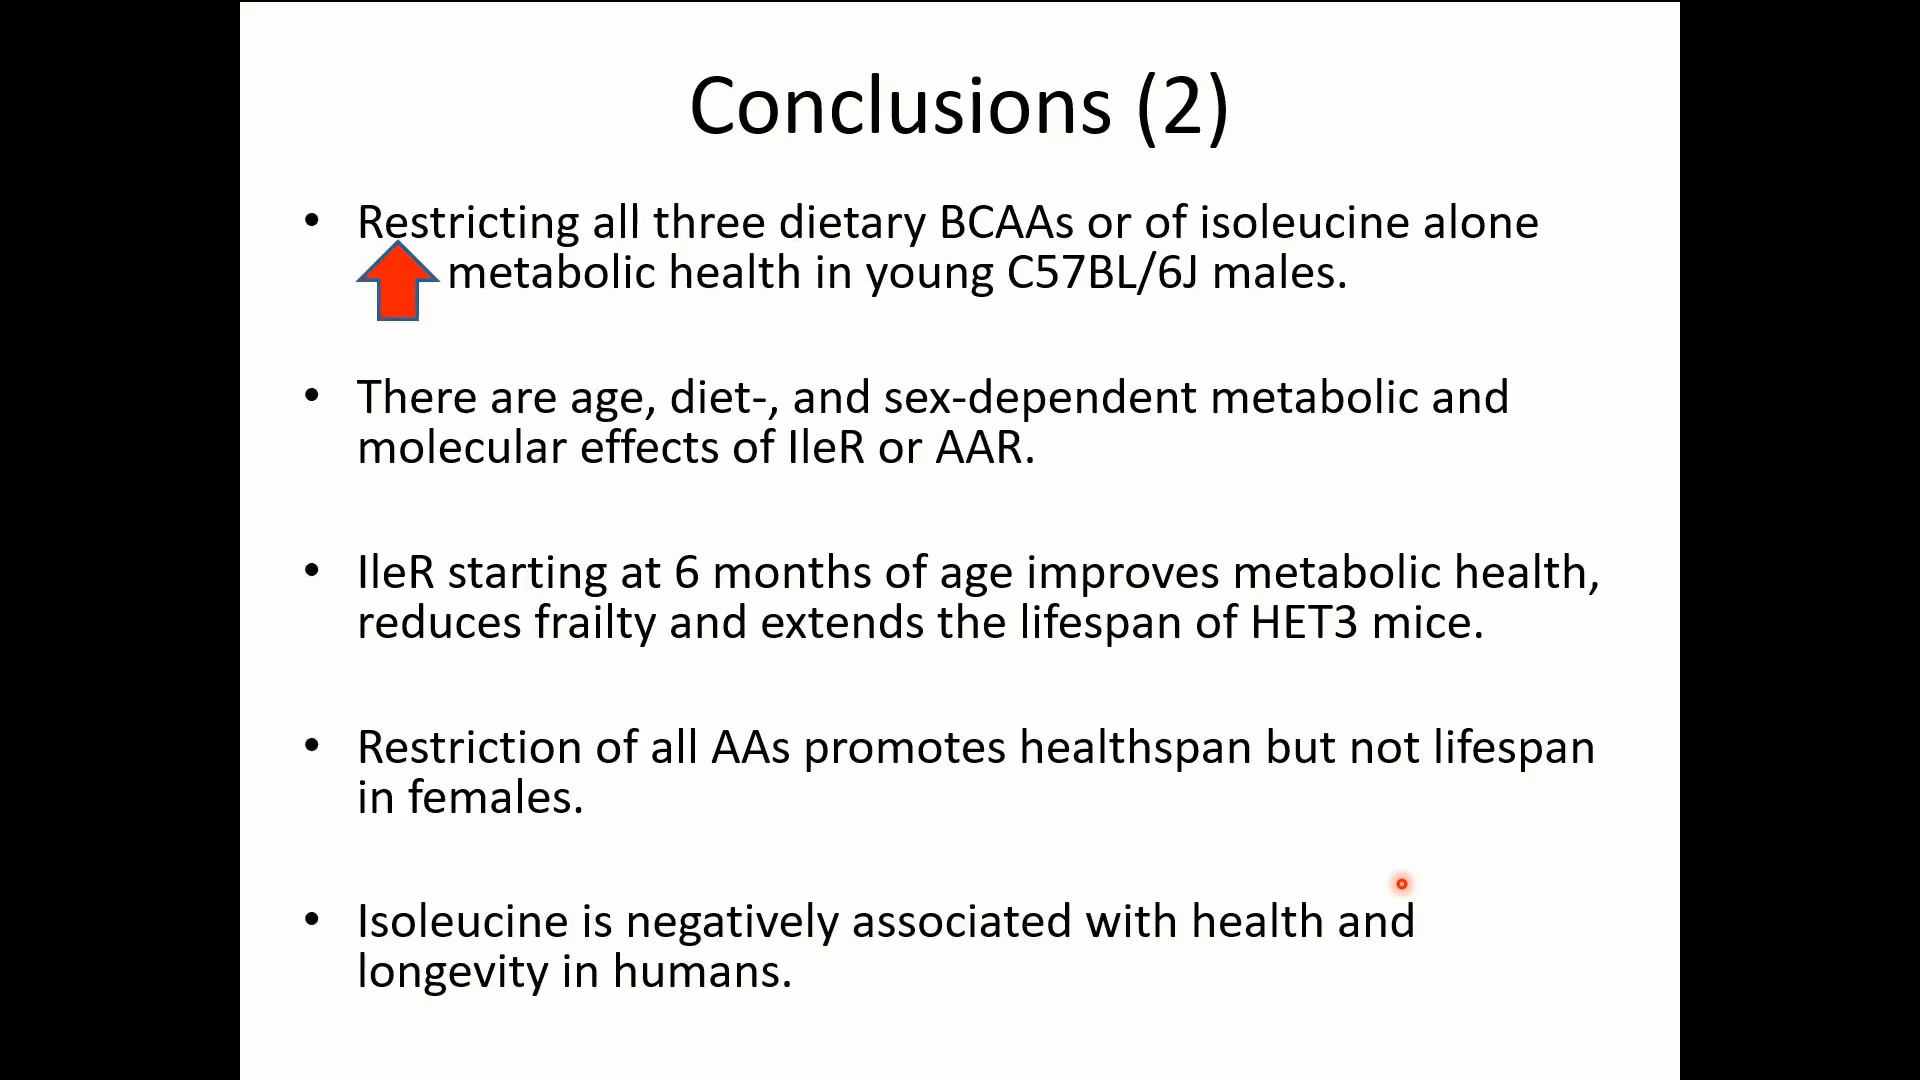 Conclusions (2)
• Restricting all three dietary BCAAs or of isoleucine alone
metabolic health in young C57BL/6J males.
• There are age, diet-, and sex-dependent metabolic and
molecular effects of IleR or AAR.
• IleR starting at 6 months of age improves metabolic health,
reduces frailty and extends the lifespan of HET3 mice.
• Restriction of all AAs promotes healthspan but not lifespan
in females.
• Isoleucine is negatively associated with health and
longevity in humans.